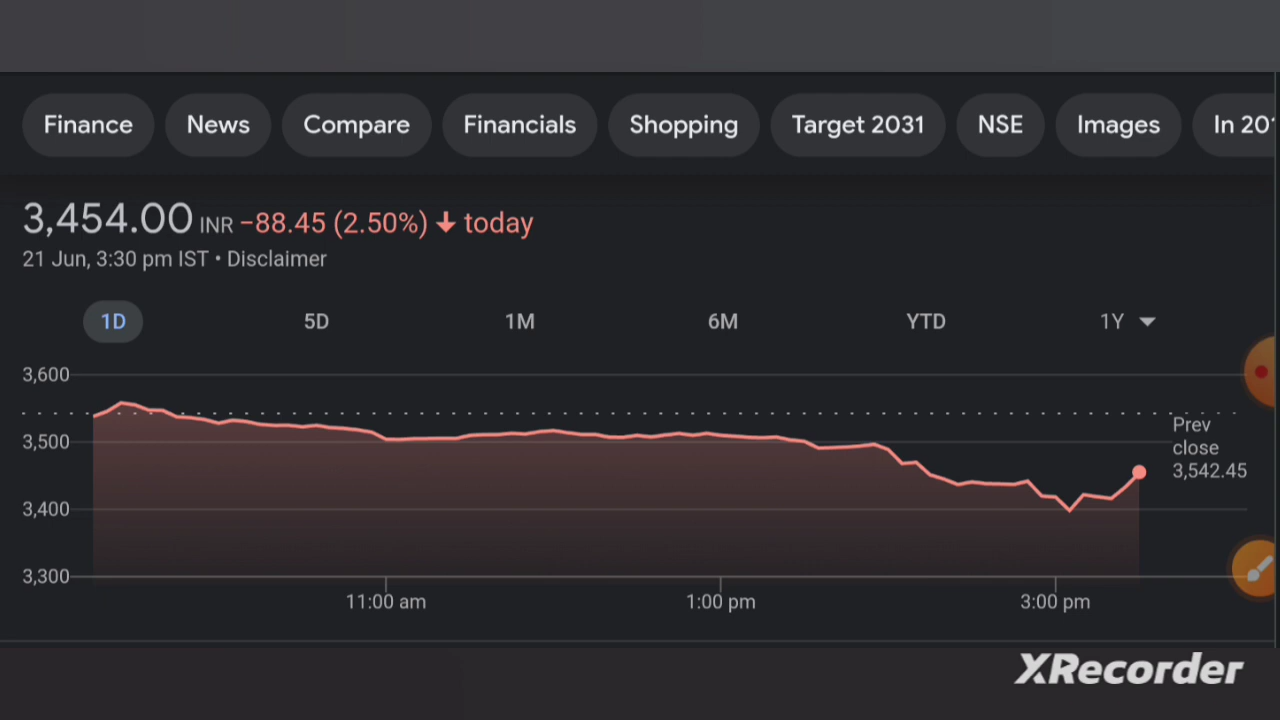 Finance News Compare Financials Shopping Target 2031 NSE Images In 20
3,454.00 INR −88.45 (2.50%) ↓ today
21 Jun, 3:30 pm IST • Disclaimer
1D 5D 1M 6M YTD 1Y
3,600
3,500
3,400
3,300
Prev
close
3,542.45
11:00 am 1:00 pm 3:00 pm
XRecorder